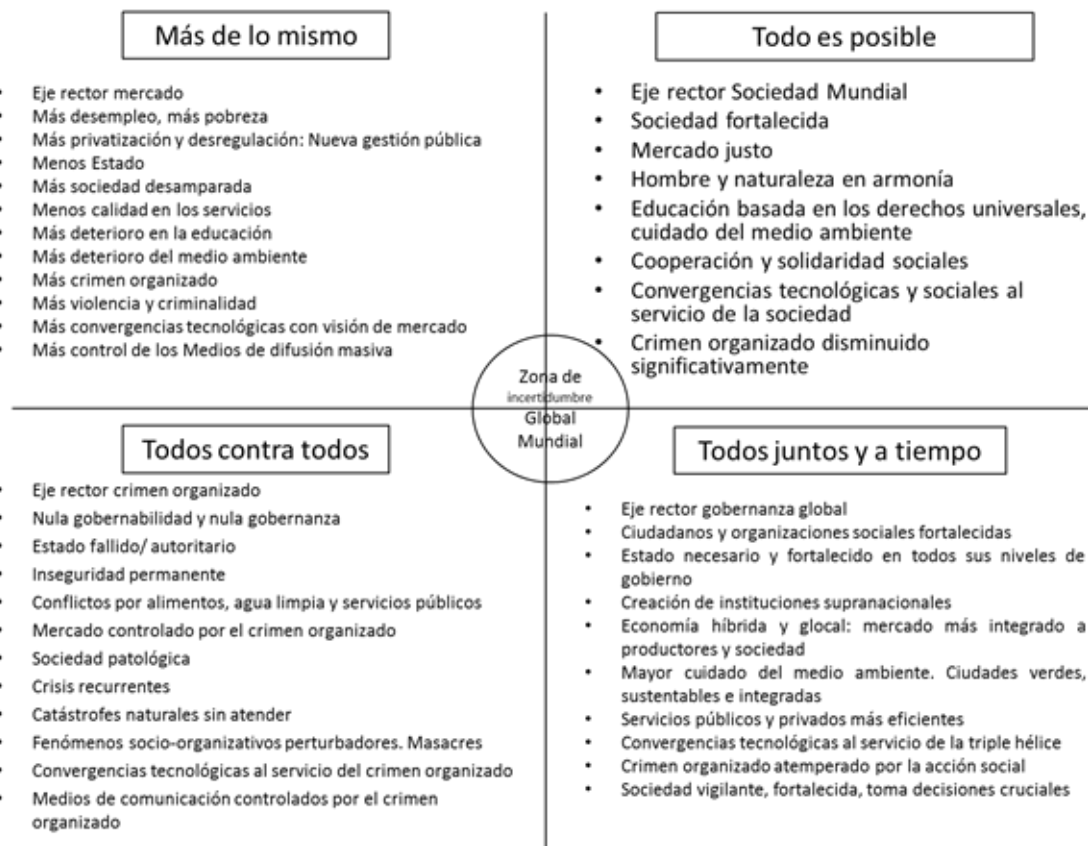 Más de lo mismo
• Eje rector mercado
• Más desempleo, más pobreza
• Más privatización y desregulación: Nueva gestión pública
• Menos Estado
• Más sociedad desamparada
• Menos calidad en los servicios
• Más deterioro en la educación
• Más deterioro del medio ambiente
• Más crimen organizado
• Más violencia y criminalidad
• Más convergencias tecnológicas con visión de mercado
• Más control de los Medios de difusión masiva
Todo es posible
• Eje rector Sociedad Mundial
• Sociedad fortalecida
• Mercado justo
• Hombre y naturaleza en armonía
• Educación basada en los derechos universales,
cuidado del medio ambiente
• Cooperación y solidaridad sociales
• Convergencias tecnológicas y sociales al
servicio de la sociedad
• Crimen organizado disminuido
significativamente
Zona de
incertidumbre
Global
Mundial
Todos contra todos
• Eje rector crimen organizado
• Nula gobernabilidad y nula gobernanza
• Estado fallido/ autoritario
• Inseguridad permanente
• Conflictos por alimentos, agua limpia y servicios públicos
• Mercado controlado por el crimen organizado
• Sociedad patológica
• Crisis recurrentes
• Catástrofes naturales sin atender
• Fenómenos socio-organizativos perturbadores. Masacres
• Convergencias tecnológicas al servicio del crimen organizado
• Medios de comunicación controlados por el crimen
organizado
Todos juntos y a tiempo
• Eje rector gobernanza global
• Ciudadanos y organizaciones sociales fortalecidas
• Estado necesario y fortalecido en todos sus niveles de
gobierno
• Creación de instituciones supranacionales
• Economía híbrida y glocal: mercado más integrado a
productores y sociedad
• Mayor cuidado del medio ambiente. Ciudades verdes,
sustentables e integradas
• Servicios públicos y privados más eficientes
• Convergencias tecnológicas al servicio de la triple hélice
• Crimen organizado atemperado por la acción social
• Sociedad vigilante, fortalecida, toma decisiones cruciales